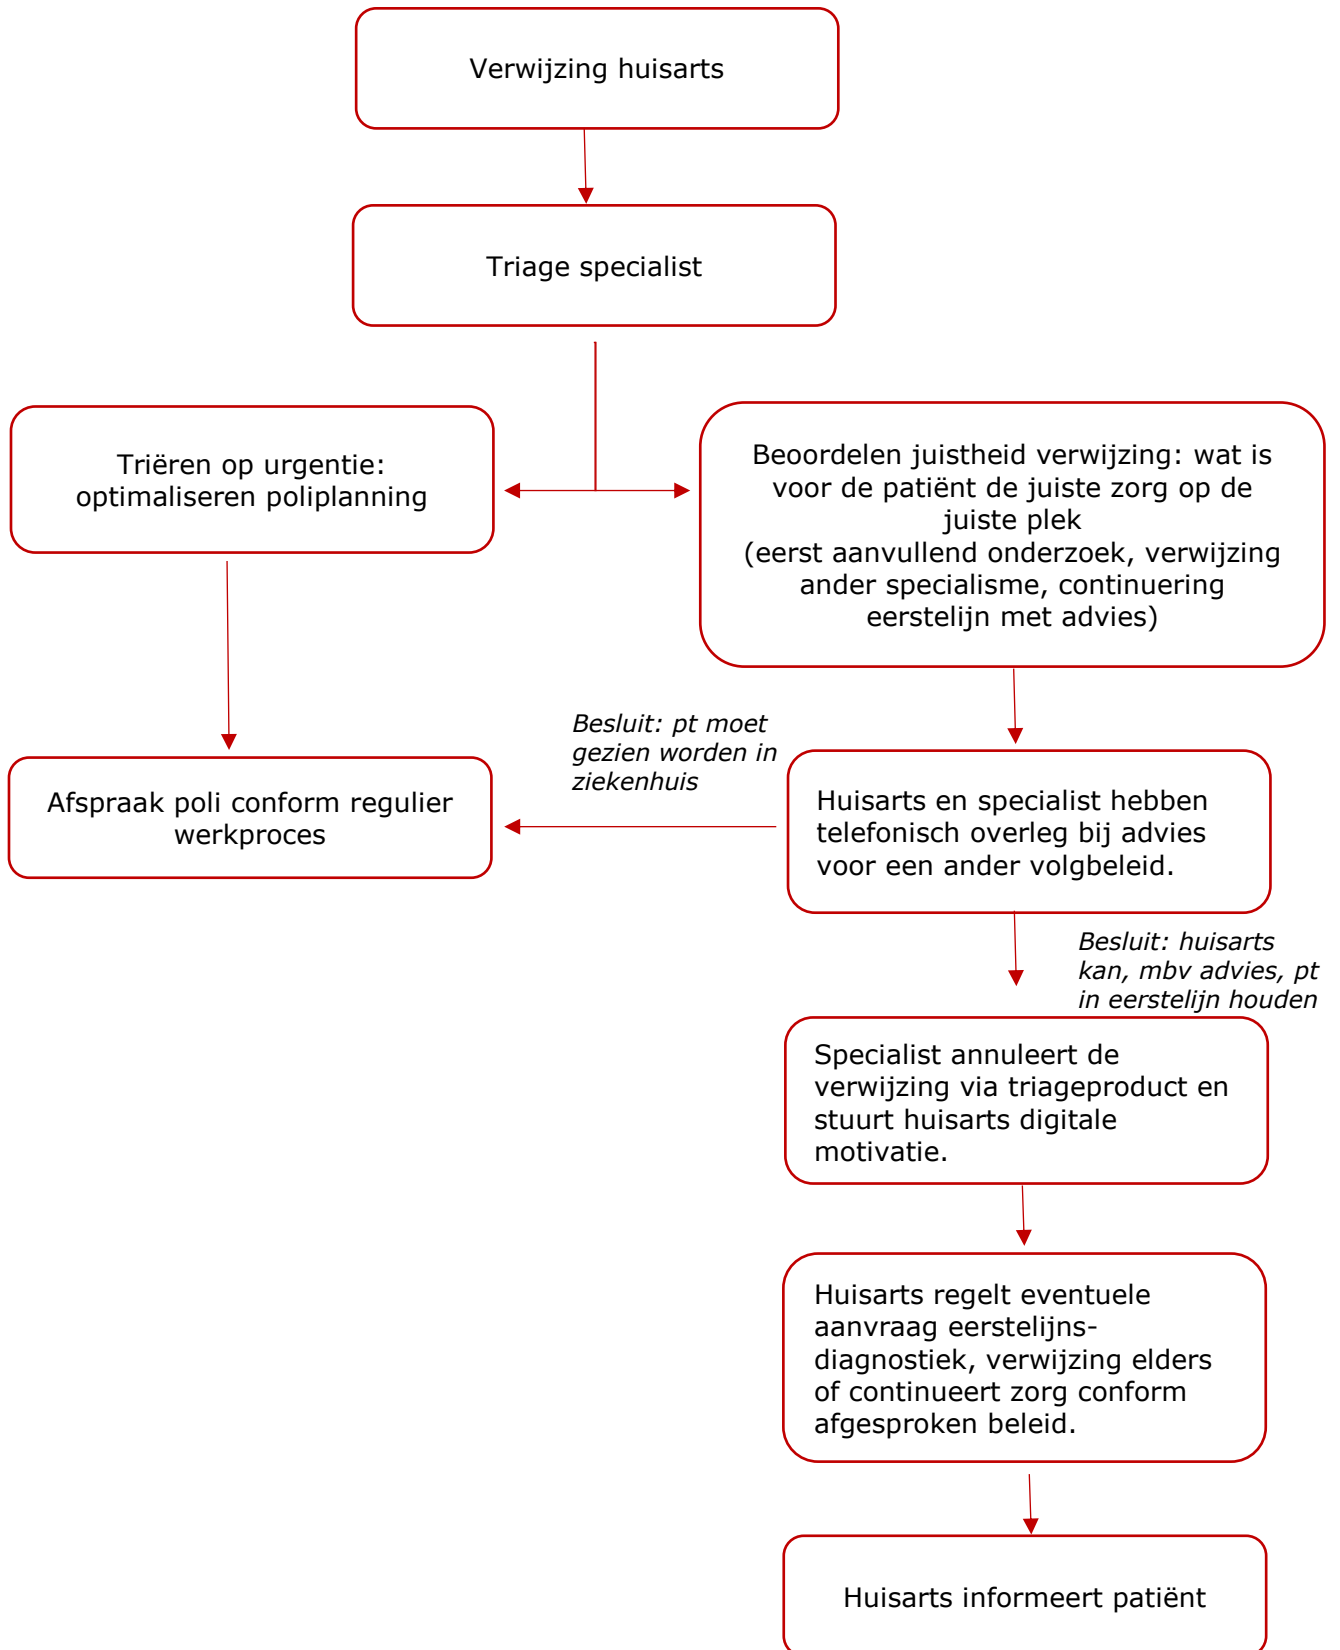 Verwijzing huisarts
Triage specialist
Triëren op urgentie:
optimaliseren poliplanning
Beoordelen juistheid verwijzing: wat is
voor de patiënt de juiste zorg op de
juiste plek
(eerst aanvullend onderzoek, verwijzing
ander specialisme, continuering
eerstelijn met advies)
Besluit: pt moet
gezien worden in
ziekenhuis
Afspraak poli conform regulier
werkproces
Huisarts en specialist hebben
telefonisch overleg bij advies
voor een ander volgbeleid.
Besluit: huisarts
kan, mbv advies, pt
in eerstelijn houden
Specialist annuleert de
verwijzing via triageproduct en
stuurt huisarts digitale
motivatie.
Huisarts regelt eventuele
aanvraag eerstelijns-
diagnostiek, verwijzing elders
of continueert zorg conform
afgesproken beleid.
Huisarts informeert patiënt